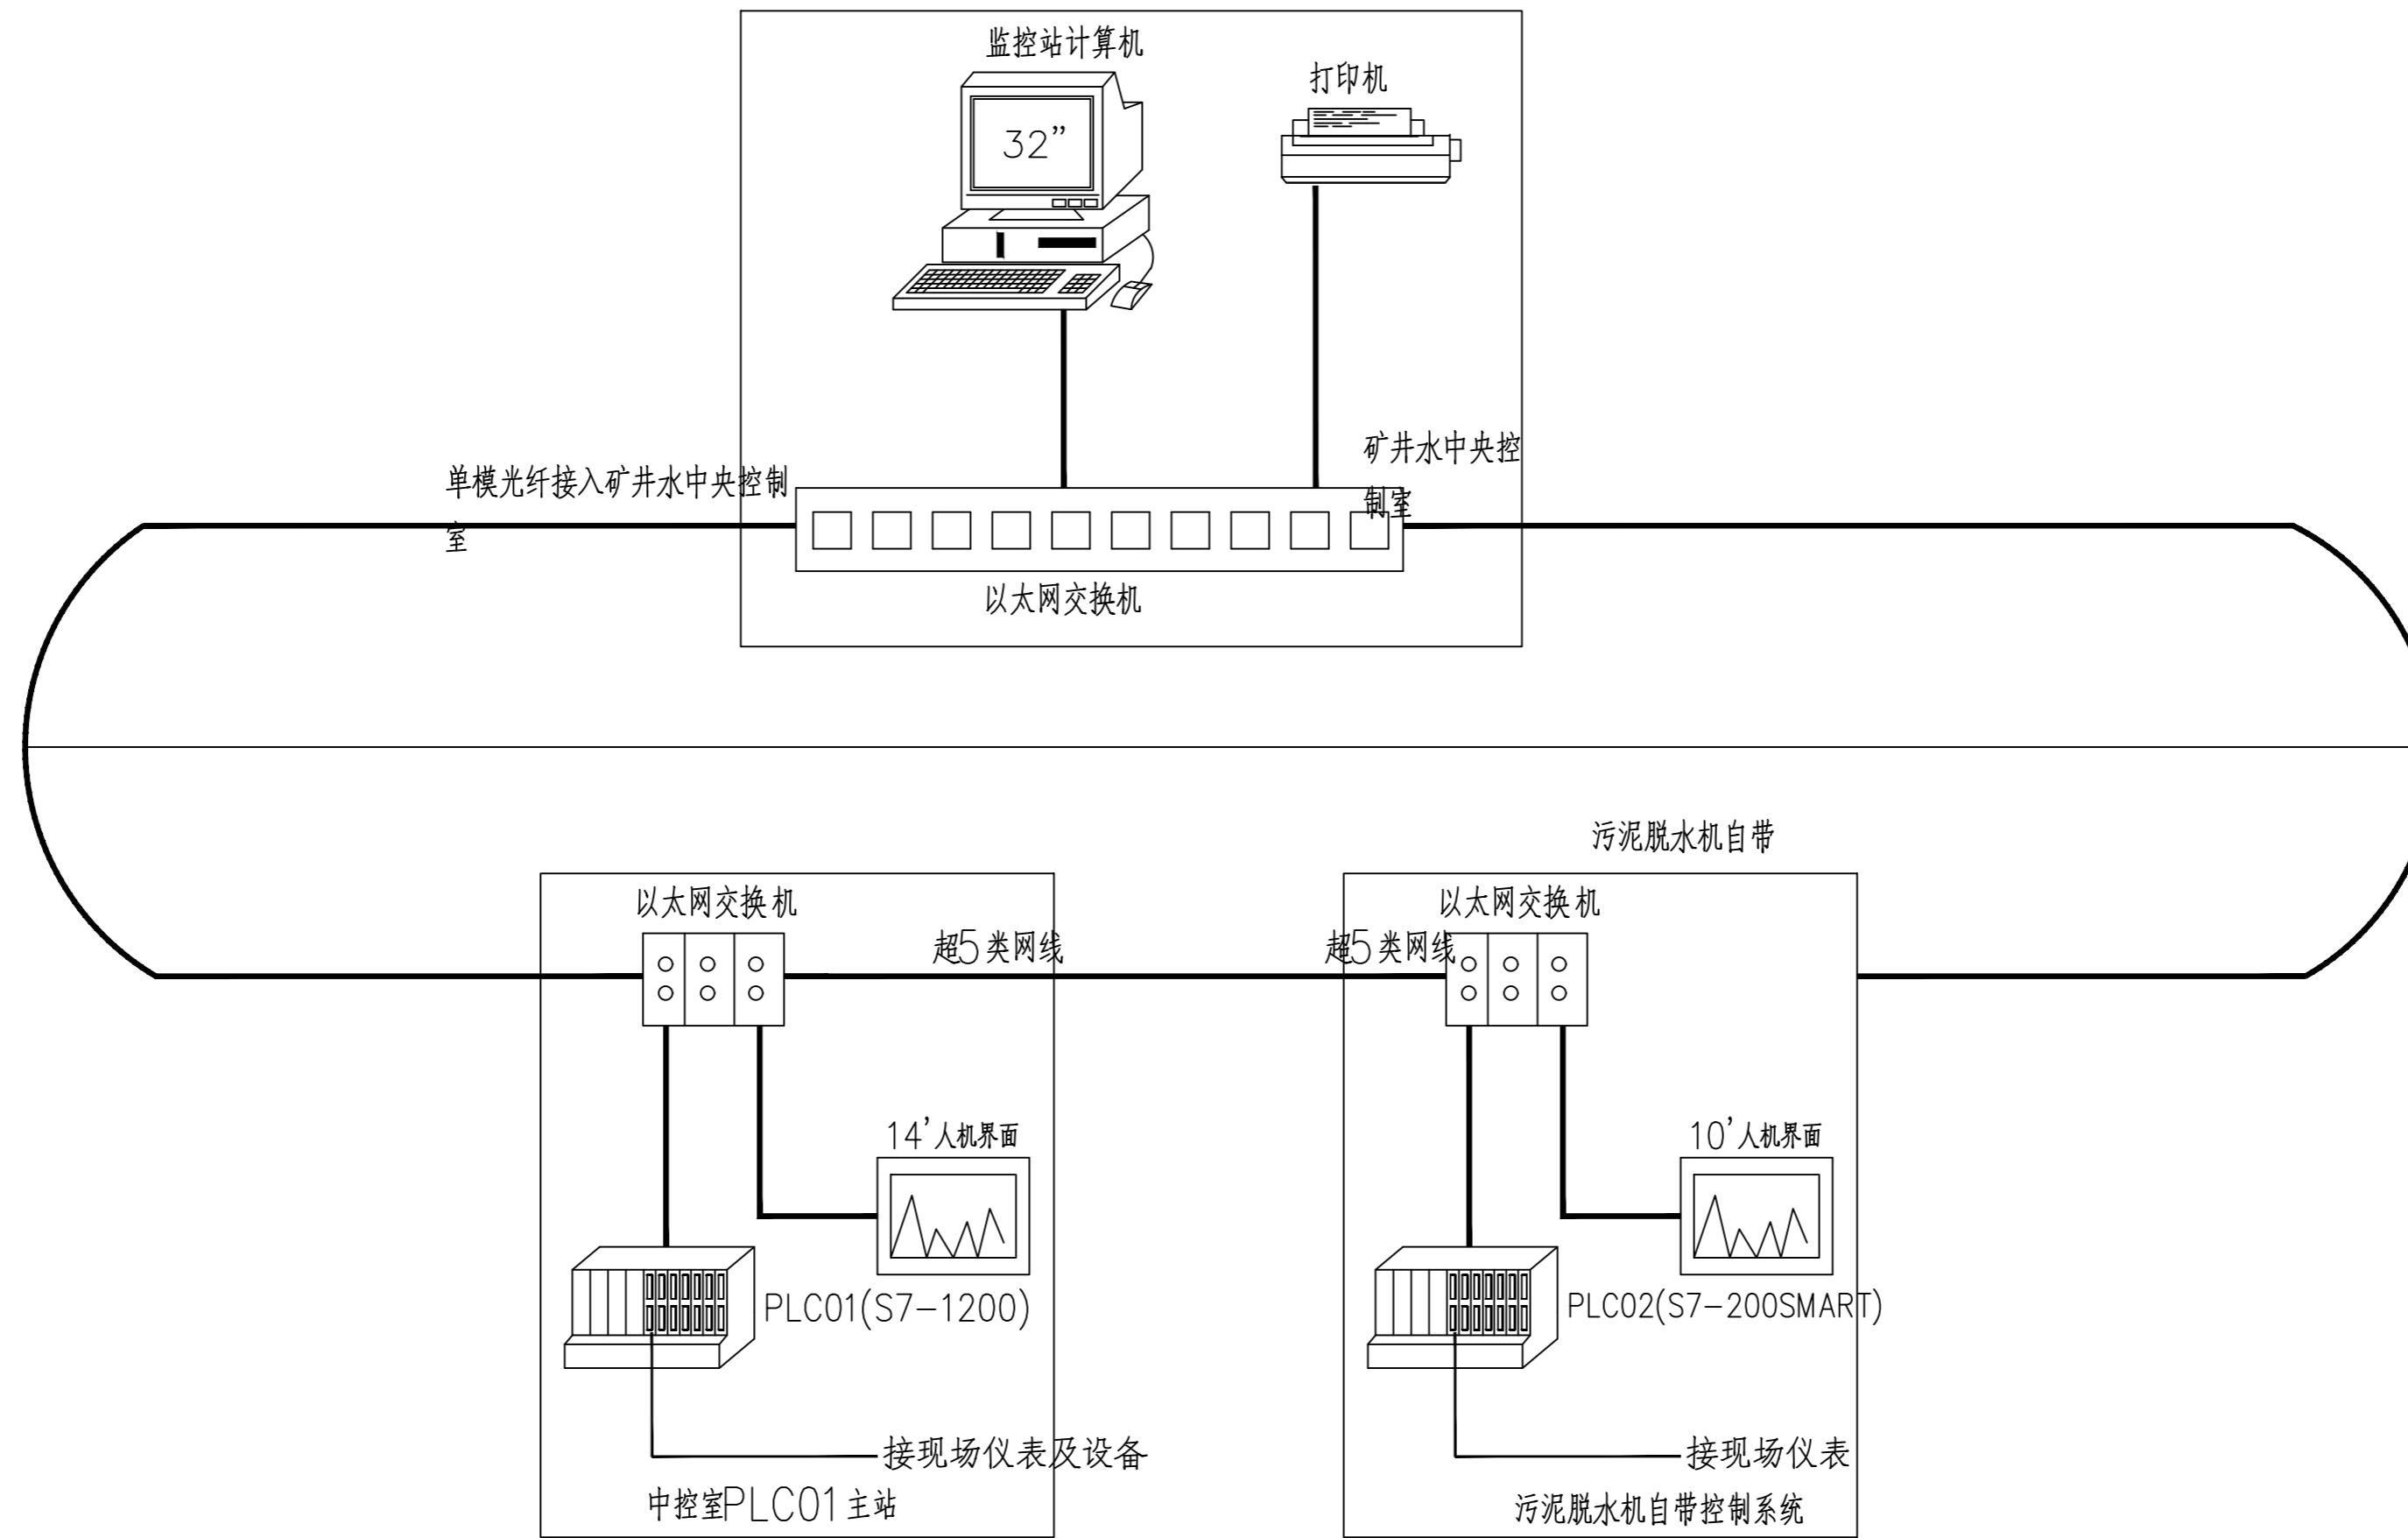 监控站计算机
打印机
32”
单模光纤接入矿井水中央控制
室
矿井水中央控
制室
以太网交换机
污泥脱水机自带
以太网交换机
超5类网线
超5类网线
以太网交换机
14’人机界面
10’人机界面
PLC01(S7-1200)
PLC02(S7-200SMART)
接现场仪表及设备
接现场仪表
中控室PLC01主站
污泥脱水机自带控制系统